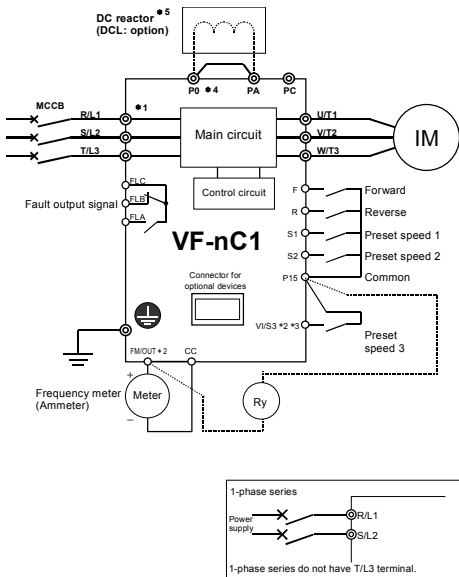 DC reactor *5
(DCL: option)
P0 *4 PA PC
MCCB
*1
R/L1
S/L2
T/L3
Main circuit
Control circuit
U/T1
V/T2
W/T3
IM
FLC
FLB
FLA
Fault output signal
VF-nC1
Connector for
optional devices
F Forward
R Reverse
S1 Preset speed 1
S2 Preset speed 2
P15 Common
VI/S3 *2 *3
Preset
speed 3
FM/OUT *2 CC
+
Meter
−
Frequency meter
(Ammeter)
Ry
1-phase series
Power
supply
R/L1
S/L2
1-phase series do not have T/L3 terminal.